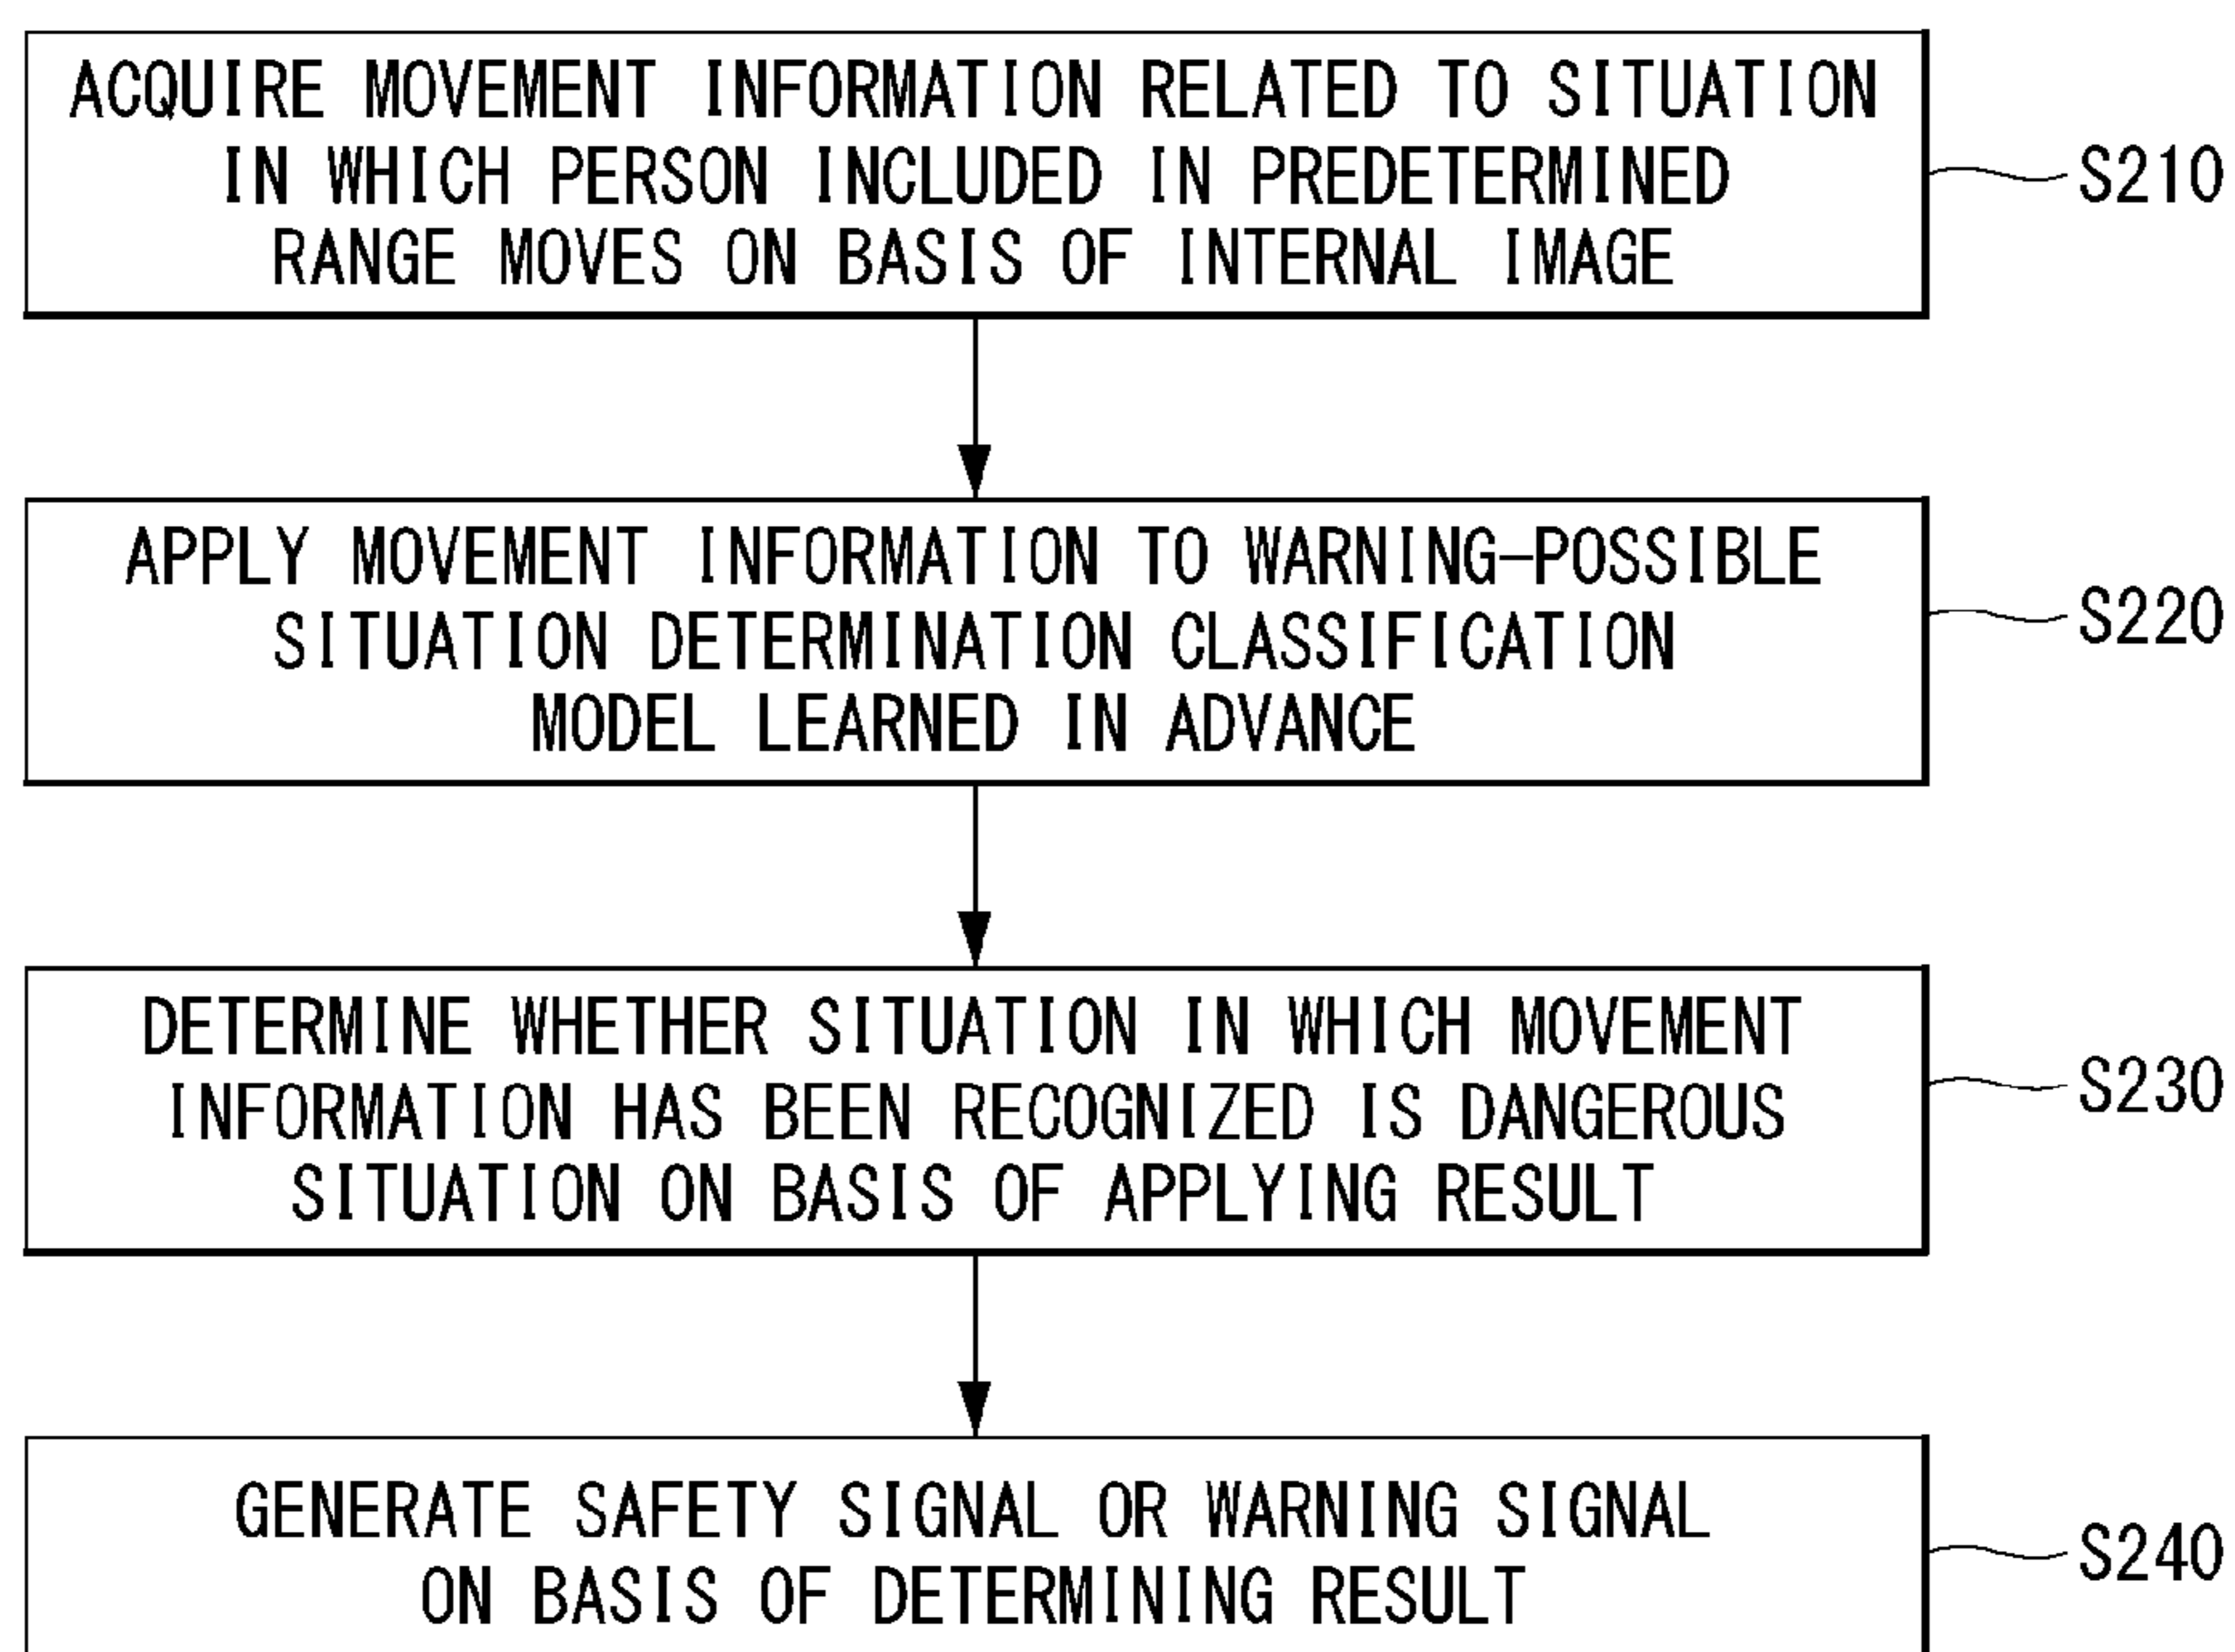 ACQUIRE MOVEMENT INFORMATION RELATED TO SITUATION
IN WHICH PERSON INCLUDED IN PREDETERMINED
RANGE MOVES ON BASIS OF INTERNAL IMAGE
S210
APPLY MOVEMENT INFORMATION TO WARNING-POSSIBLE
SITUATION DETERMINATION CLASSIFICATION
MODEL LEARNED IN ADVANCE
S220
DETERMINE WHETHER SITUATION IN WHICH MOVEMENT
INFORMATION HAS BEEN RECOGNIZED IS DANGEROUS
SITUATION ON BASIS OF APPLYING RESULT
S230
GENERATE SAFETY SIGNAL OR WARNING SIGNAL
ON BASIS OF DETERMINING RESULT
S240